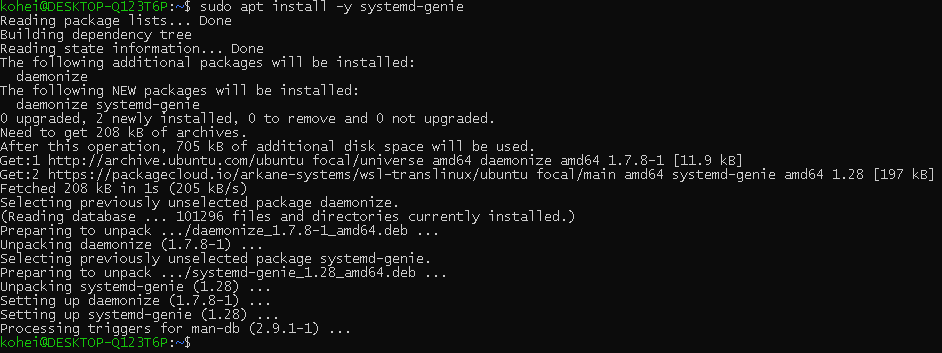 kohei@DESKTOP-Q123T6P:~$ sudo apt install -y systemd-genie
Reading package lists... Done
Building dependency tree
Reading state information... Done
The following additional packages will be installed:
  daemonize
The following NEW packages will be installed:
  daemonize systemd-genie
0 upgraded, 2 newly installed, 0 to remove and 0 not upgraded.
Need to get 208 kB of archives.
After this operation, 705 kB of additional disk space will be used.
Get:1 http://archive.ubuntu.com/ubuntu focal/universe amd64 daemonize amd64 1.7.8-1 [11.9 kB]
Get:2 https://packagecloud.io/arkane-systems/wsl-translinux/ubuntu focal/main amd64 systemd-genie amd64 1.28 [197 kB]
Fetched 208 kB in 1s (205 kB/s)
Selecting previously unselected package daemonize.
(Reading database ... 101296 files and directories currently installed.)
Preparing to unpack .../daemonize_1.7.8-1_amd64.deb ...
Unpacking daemonize (1.7.8-1) ...
Selecting previously unselected package systemd-genie.
Preparing to unpack .../systemd-genie_1.28_amd64.deb ...
Unpacking systemd-genie (1.28) ...
Setting up daemonize (1.7.8-1) ...
Setting up systemd-genie (1.28) ...
Processing triggers for man-db (2.9.1-1) ...
kohei@DESKTOP-Q123T6P:~$